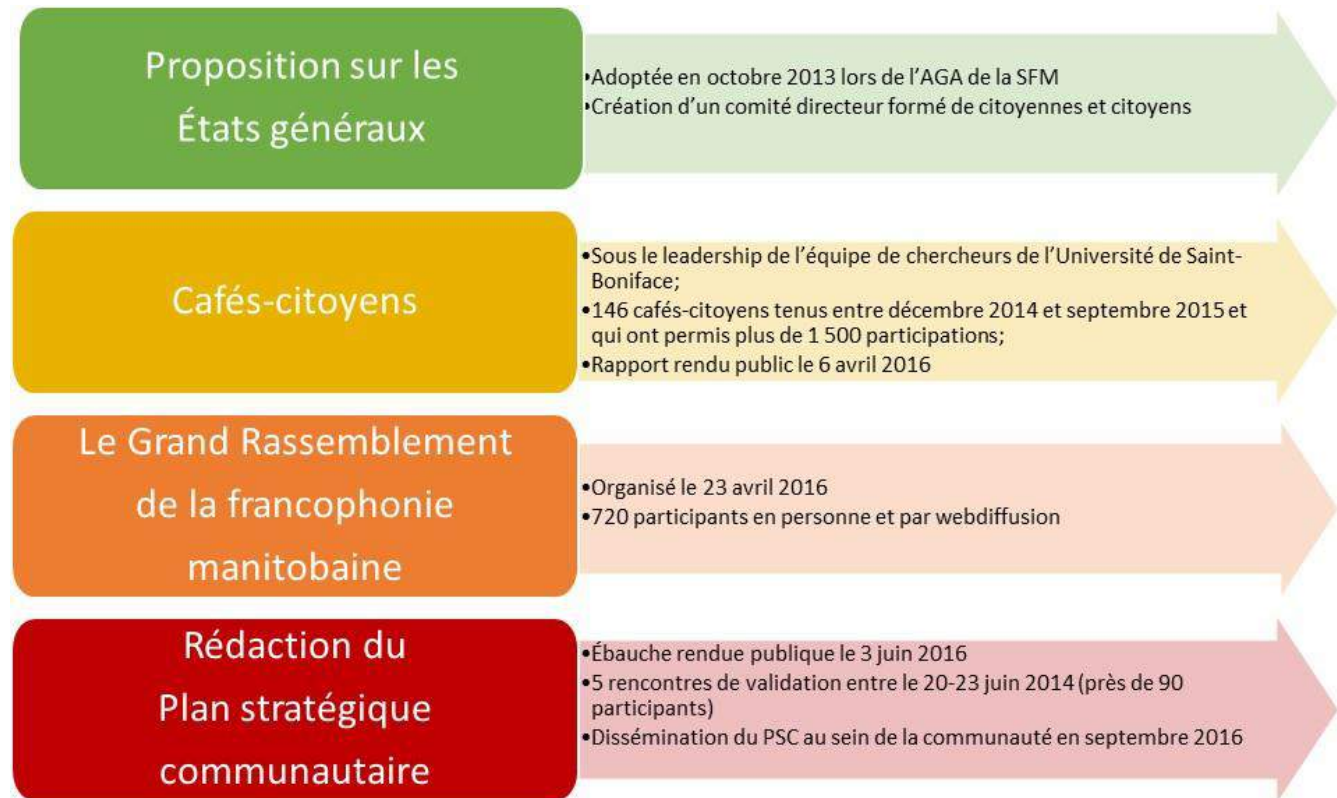 Proposition sur les
États généraux
•Adoptée en octobre 2013 lors de l'AGA de la SFM
•Création d'un comité directeur formé de citoyennes et citoyens
Cafés-citoyens
•Sous le leadership de l'équipe de chercheurs de l'Université de Saint-
Boniface;
•146 cafés-citoyens tenus entre décembre 2014 et septembre 2015 et
qui ont permis plus de 1 500 participations;
•Rapport rendu public le 6 avril 2016
Le Grand Rassemblement
de la francophonie
manitobaine
•Organisé le 23 avril 2016
•720 participants en personne et par webdiffusion
Rédaction du
Plan stratégique
communautaire
•Ébauche rendue publique le 3 juin 2016
•5 rencontres de validation entre le 20-23 juin 2014 (près de 90
participants)
•Dissémination du PSC au sein de la communauté en septembre 2016